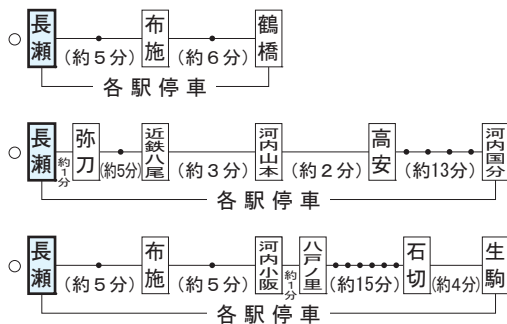 ○ 長瀬 (約5分) 布施 (約6分) 鶴橋
各駅停車
○ 長瀬 約1分 弥刀 (約5分) 近鉄八尾 (約3分) 河内山本 (約2分) 高安 (約13分) 河内国分
各駅停車
○ 長瀬 (約5分) 布施 (約5分) 河内小阪 約1分 八戸ノ里 (約15分) 石切 (約4分) 生駒
各駅停車